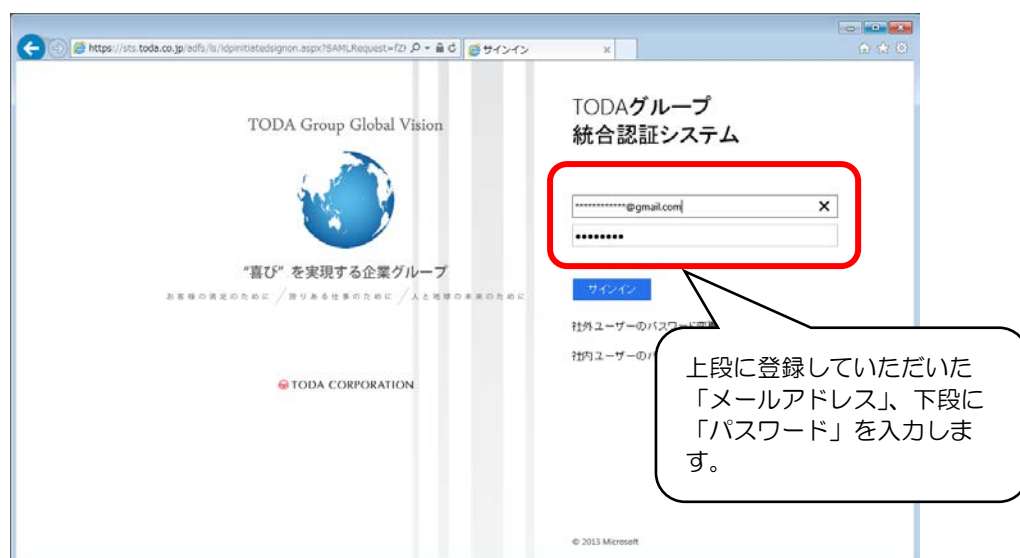 https://sts.toda.co.jp/adfs/ls/idpinitiatedsignon.aspx?SAMLRequest=fZ
サインイン
TODA Group Global Vision
TODAグループ
統合認証システム
************@gmail.com
••••••••
"喜び" を実現する企業グループ
お客様の満足のために / 誇りある仕事のために / 人と地球の未来のために
サインイン
社外ユーザーのパスワード変更
社内ユーザーのパ
TODA CORPORATION
上段に登録していただいた
「メールアドレス」、下段に
「パスワード」を入力しま
す。
© 2013 Microsoft